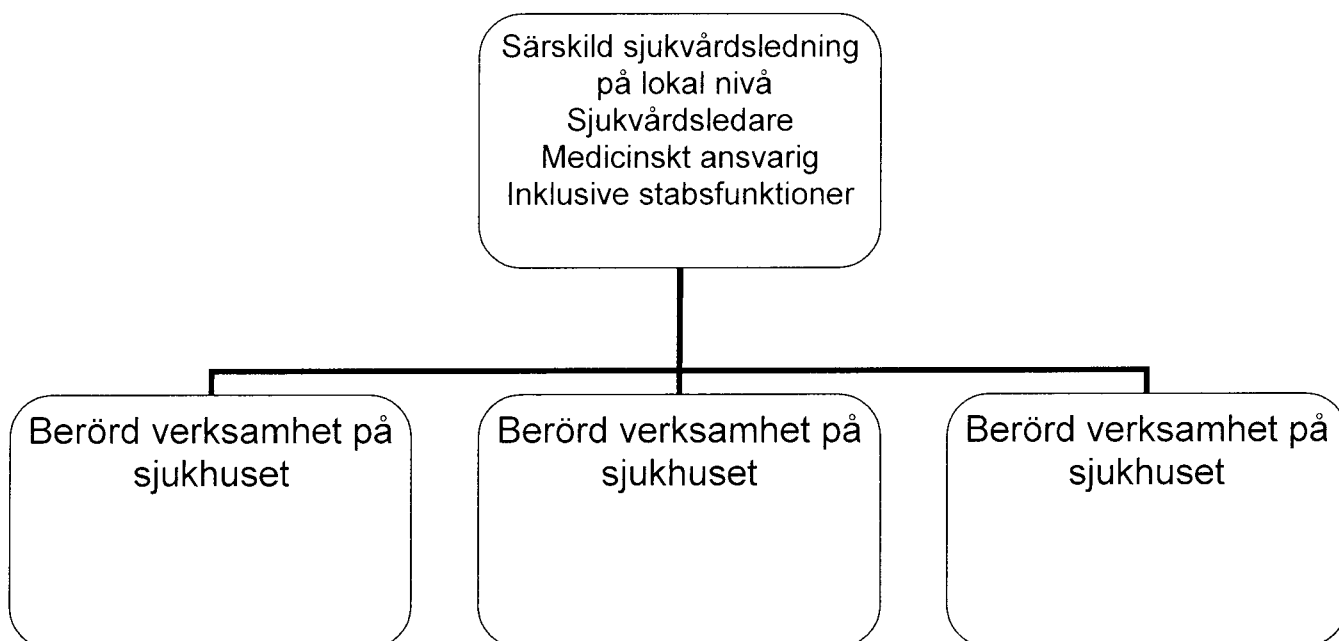 Särskild sjukvårdsledning
på lokal nivå
Sjukvårdsledare
Medicinskt ansvarig
Inklusive stabsfunktioner
Berörd verksamhet på
sjukhuset
Berörd verksamhet på
sjukhuset
Berörd verksamhet på
sjukhuset